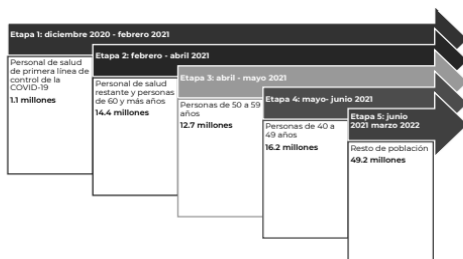 Etapa 1: diciembre 2020 - febrero 2021
Personal de salud
de primera línea de
control de la
COVID-19
1.1 millones
Etapa 2: febrero - abril 2021
Personal de salud
restante y personas
de 60 y más años
14.4 millones
Etapa 3: abril - mayo 2021
Personas de 50 a 59
años
12.7 millones
Etapa 4: mayo- junio 2021
Personas de 40 a
49 años
16.2 millones
Etapa 5: junio
2021 marzo 2022
Resto de población
49.2 millones